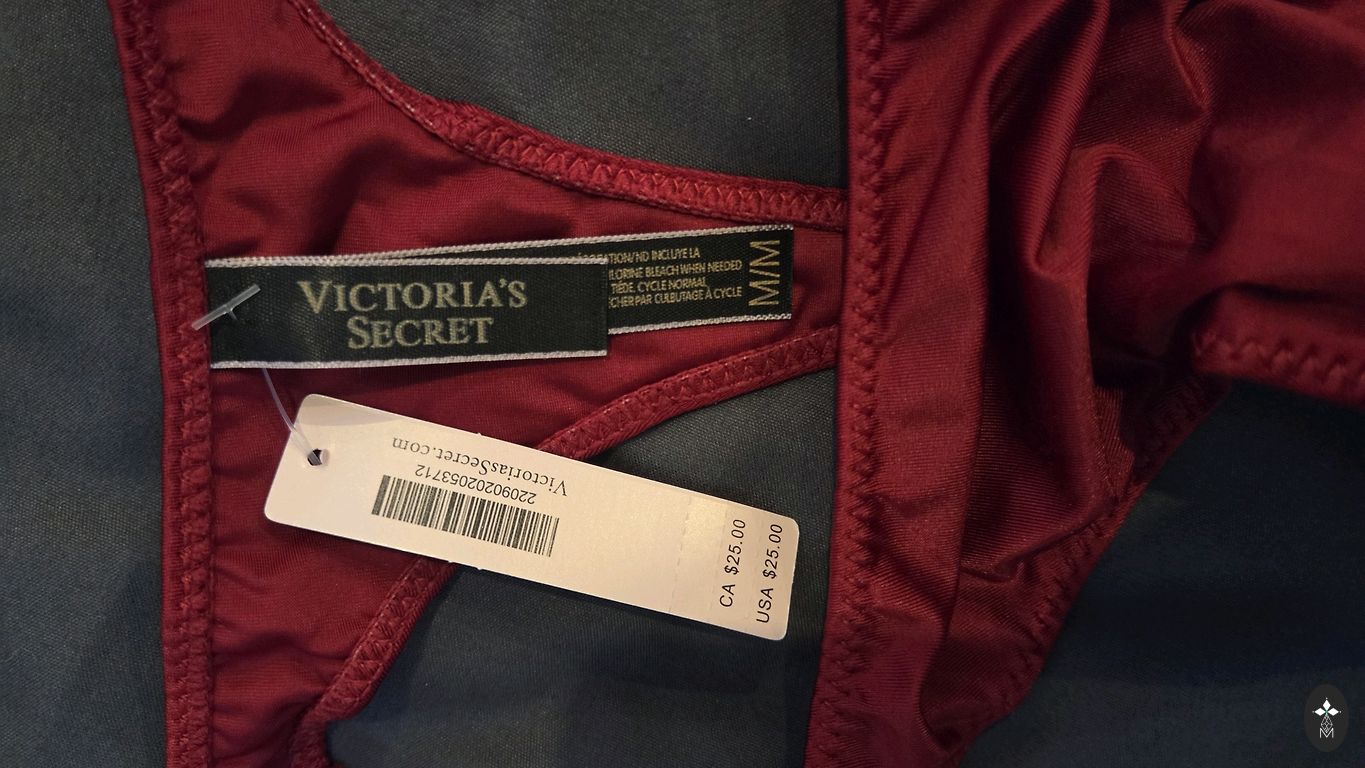 VICTORIA'S
SECRET
ATION/ND INCLUYE LA
LORINE BLEACH WHEN NEEDED
TIÈDE, CYCLE NORMAL,
CHER PAR CULBUTAGE À CYCLE
M/M
VictoriasSecret.com
22090202053712
CA $25.00
USA $25.00